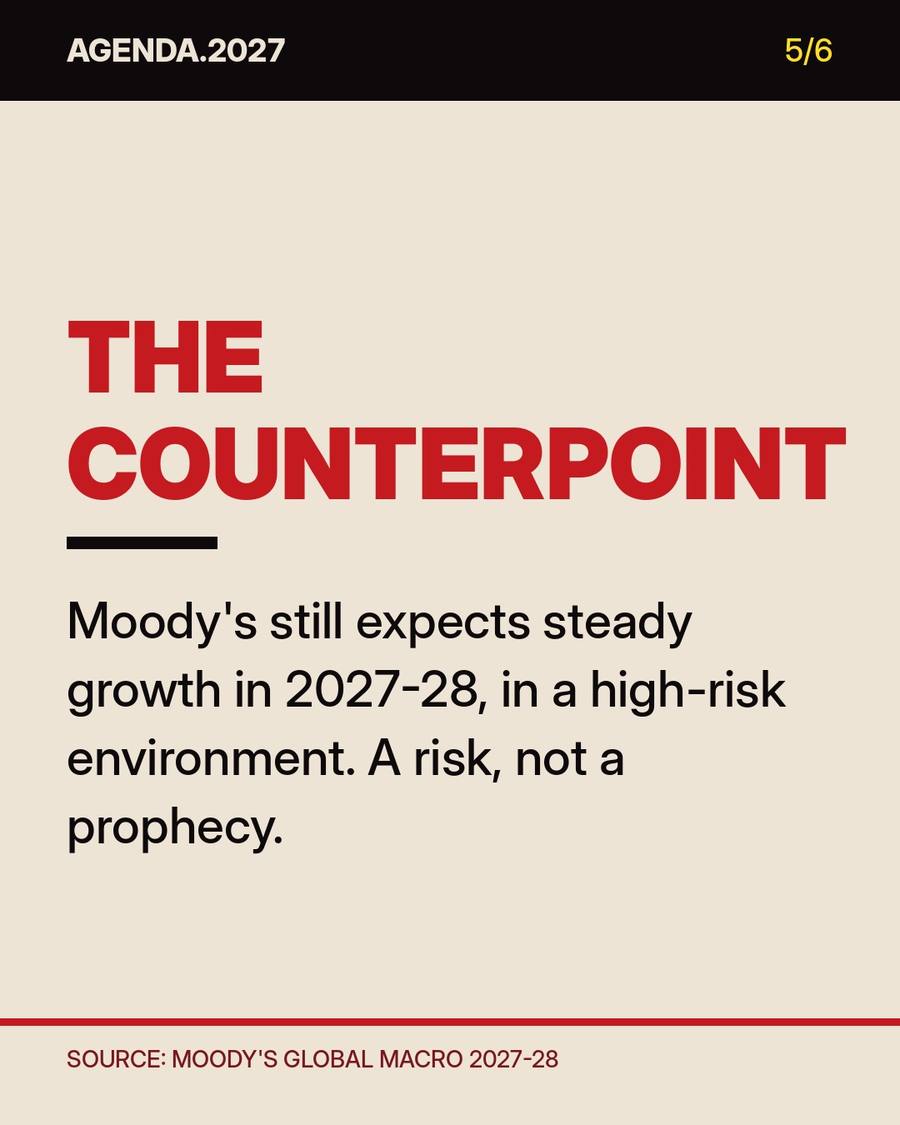 AGENDA.2027
5/6
THE
COUNTERPOINT
Moody's still expects steady
growth in 2027-28, in a high-risk
environment. A risk, not a
prophecy.
SOURCE: MOODY'S GLOBAL MACRO 2027-28